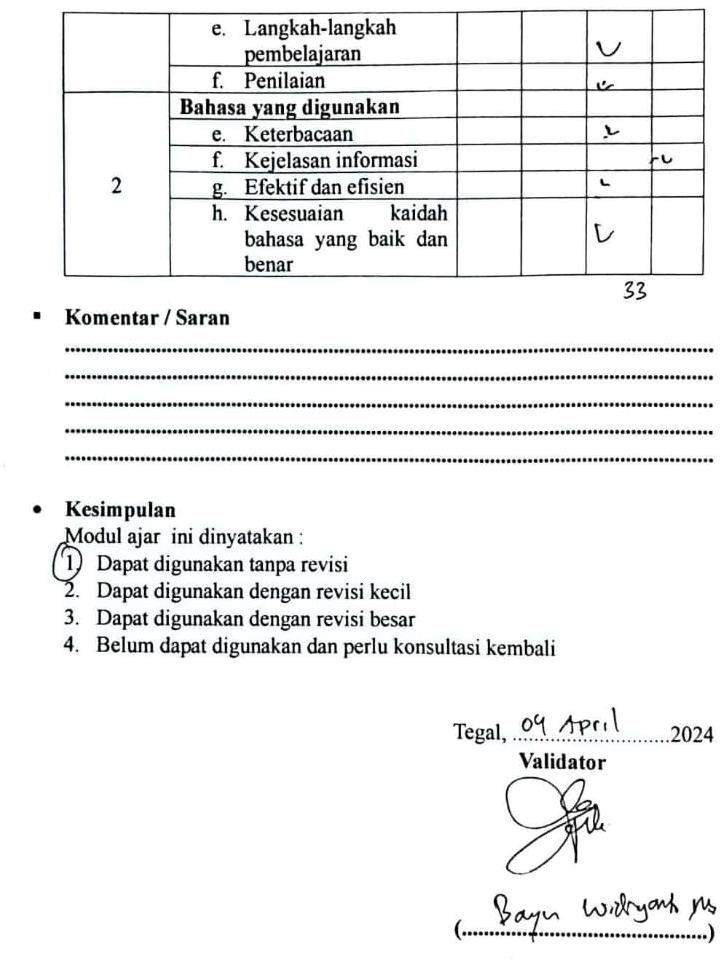 e. Langkah-langkah
pembelajaran
f. Penilaian
Bahasa yang digunakan
e. Keterbacaan
f. Kejelasan informasi
2
g. Efektif dan efisien
h. Kesesuaian kaidah
bahasa yang baik dan
benar
33
▪ Komentar / Saran
• Kesimpulan
Modul ajar ini dinyatakan :
1. Dapat digunakan tanpa revisi
2. Dapat digunakan dengan revisi kecil
3. Dapat digunakan dengan revisi besar
4. Belum dapat digunakan dan perlu konsultasi kembali
Tegal, 04 April 2024
Validator
Bayu
(..........)